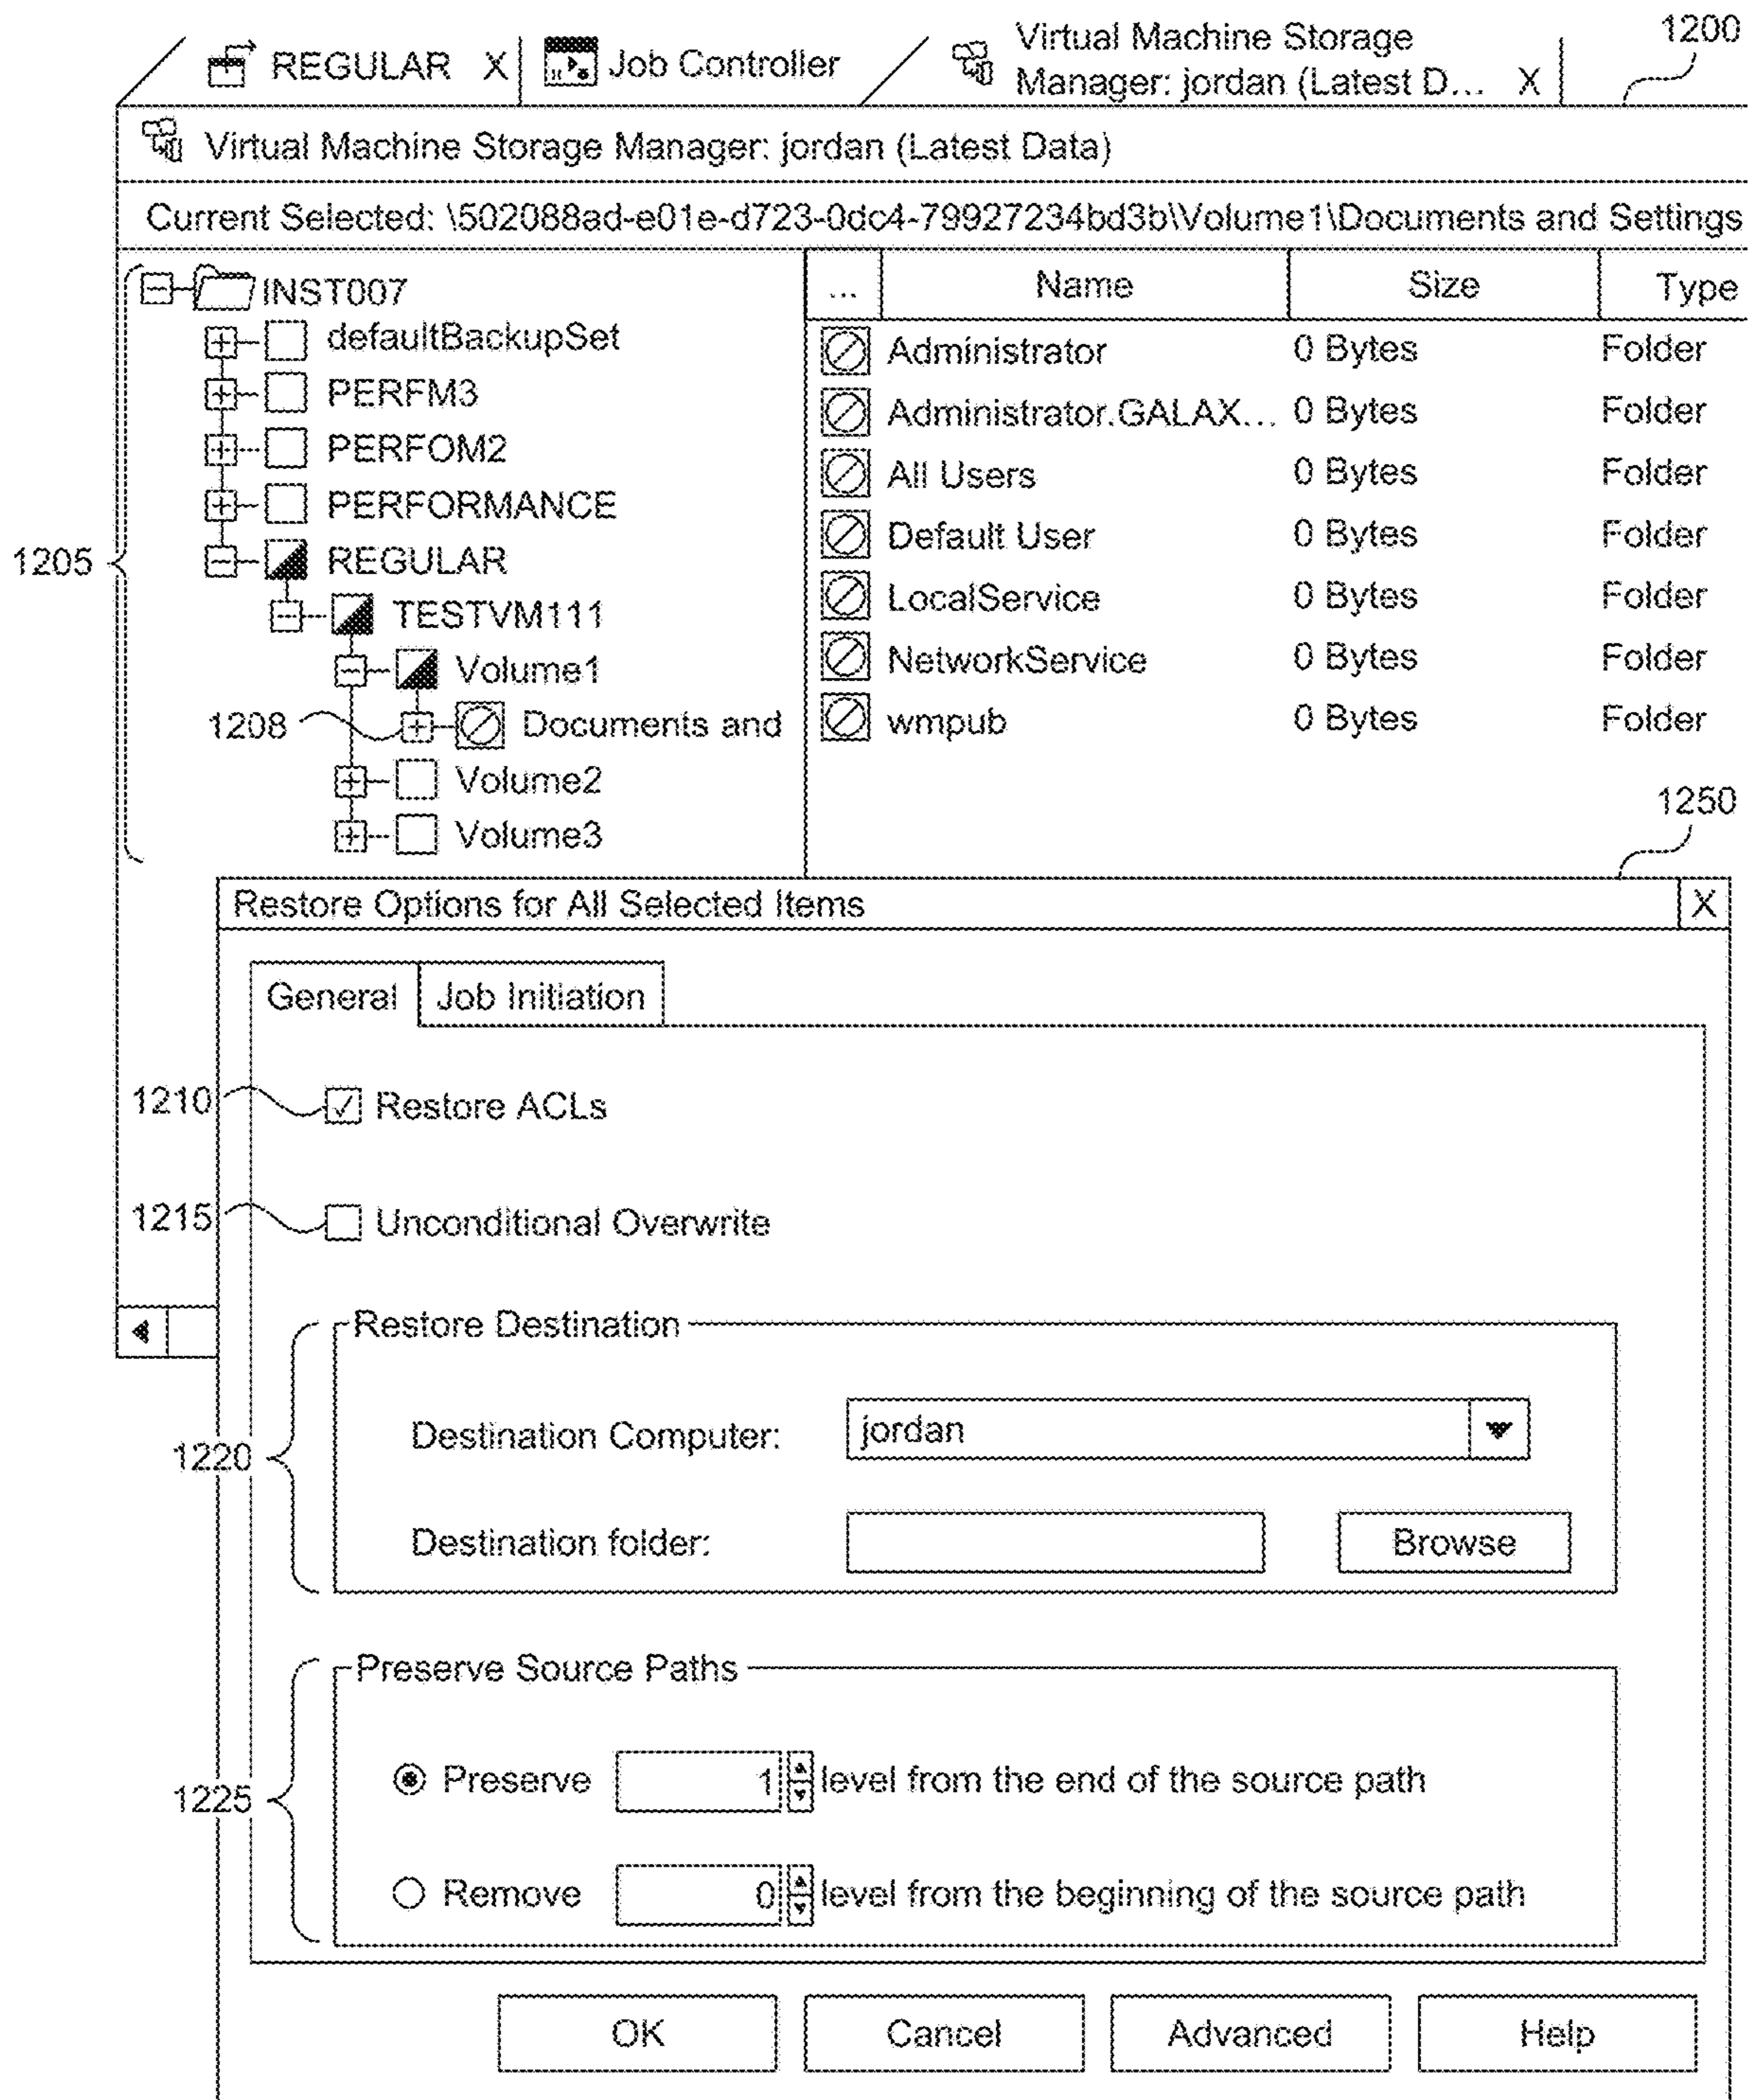 1200
REGULAR X Job Controller Virtual Machine Storage
Manager: jordan (Latest D... X
Virtual Machine Storage Manager: jordan (Latest Data)
Current Selected: \502088ad-e01e-d723-0dc4-79927234bd3b\Volume1\Documents and Settings
INST007
... Name Size Type
defaultBackupSet
Administrator 0 Bytes Folder
PERFM3
Administrator.GALAX... 0 Bytes Folder
PERFOM2
All Users 0 Bytes Folder
PERFORMANCE
Default User 0 Bytes Folder
1205 REGULAR
LocalService 0 Bytes Folder
TESTVM111
NetworkService 0 Bytes Folder
Volume1
1208 Documents and
wmpub 0 Bytes Folder
Volume2
Volume3
1250
Restore Options for All Selected Items X
General Job Initiation
1210 Restore ACLs
1215 Unconditional Overwrite
Restore Destination
Destination Computer: jordan
1220
Destination folder: Browse
Preserve Source Paths
Preserve 1 level from the end of the source path
1225
Remove 0 level from the beginning of the source path
OK Cancel Advanced Help